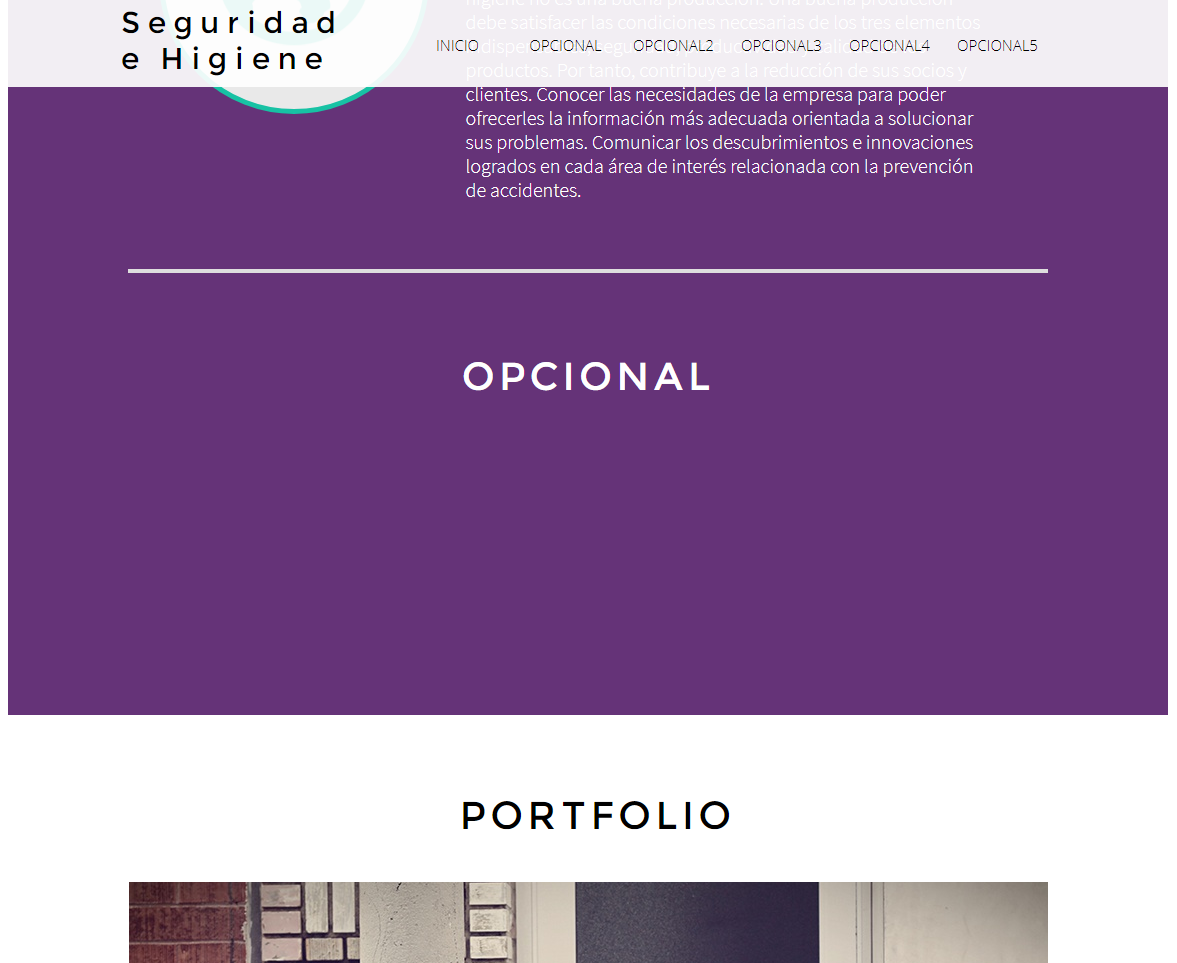 Seguridad
e Higiene
INICIO
OPCIONAL
OPCIONAL2
OPCIONAL3
OPCIONAL4
OPCIONAL5
higiene no es una buena producción. Una buena producción
debe satisfacer las condiciones necesarias de los tres elementos
productos. Por tanto, contribuye a la reducción de sus socios y
clientes. Conocer las necesidades de la empresa para poder
ofrecerles la información más adecuada orientada a solucionar
sus problemas. Comunicar los descubrimientos e innovaciones
logrados en cada área de interés relacionada con la prevención
de accidentes.
OPCIONAL
PORTFOLIO